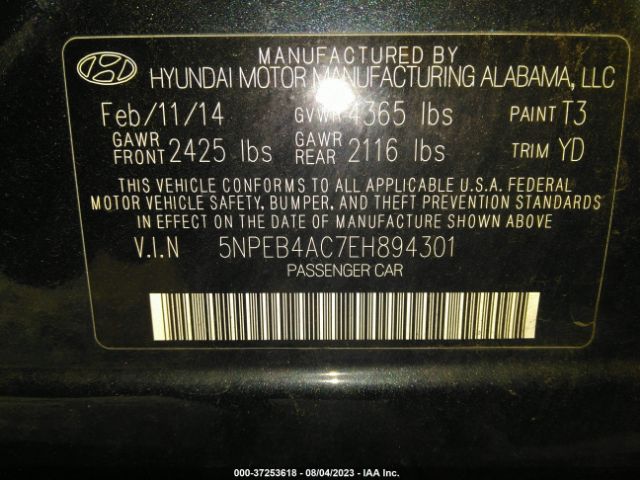 MANUFACTURED BY
HYUNDAI MOTOR MANUFACTURING ALABAMA, LLC
Feb/11/14 GVWR 4365 lbs PAINT T3
GAWR FRONT 2425 lbs GAWR REAR 2116 lbs TRIM YD
THIS VEHICLE CONFORMS TO ALL APPLICABLE U.S.A. FEDERAL
MOTOR VEHICLE SAFETY, BUMPER, AND THEFT PREVENTION STANDARDS
IN EFFECT ON THE DATE OF MANUFACTURE SHOWN ABOVE
V.I.N 5NPEB4AC7EH894301
PASSENGER CAR
000-37253618 - 08/04/2023 - IAA Inc.